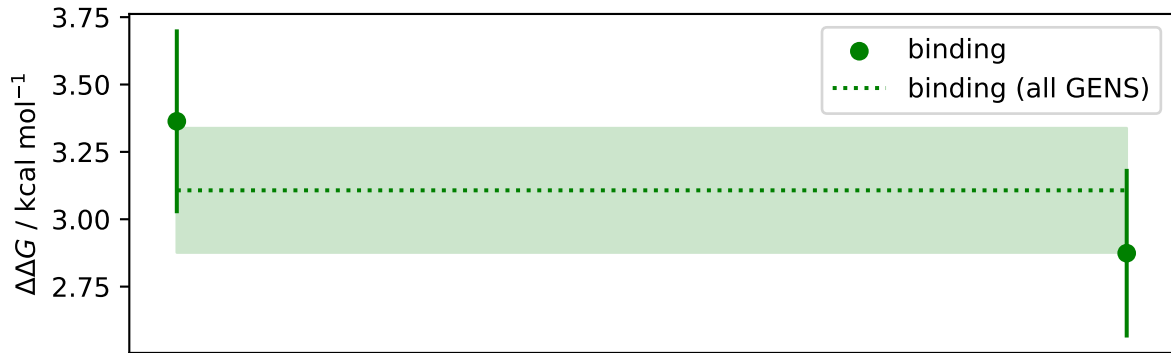 3.75
3.50
3.25
3.00
2.75
ΔΔG / kcal mol⁻¹
binding
binding (all GENS)